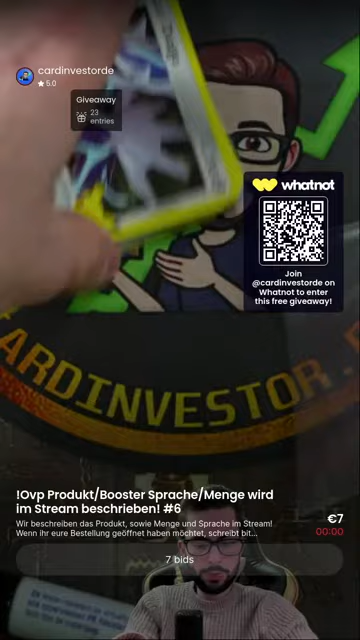 cardinvestorde
5.0
Giveaway
23
entries
whatnot
Join
@cardinvestorde on
Whatnot to enter
this free giveaway!
ARDINVESTOR.
!Ovp Produkt/Booster Sprache/Menge wird
im Stream beschrieben! #6
€7
Wir beschreiben das Produkt, sowie Menge und Sprache im Stream!
00:00
Wenn ihr eure Bestellung geöffnet haben möchtet, schreibt bit...
7 bids